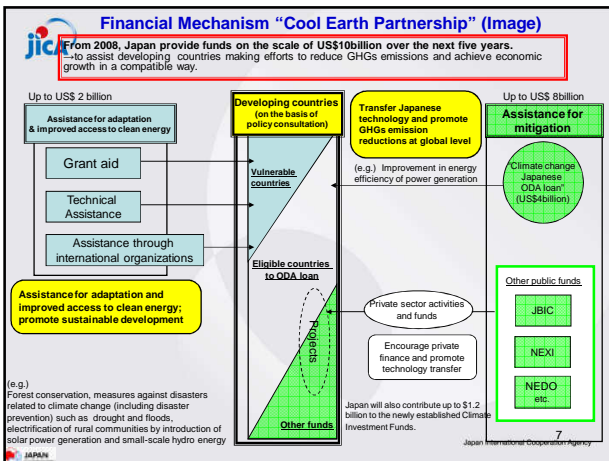 Financial Mechanism “Cool Earth Partnership” (Image)
jica
From 2008, Japan provide funds on the scale of US$10billion over the next five years.
→to assist developing countries making efforts to reduce GHGs emissions and achieve economic
growth in a compatible way.
Up to US$ 2 billion
Assistance for adaptation
& improved access to clean energy
Grant aid
Technical
Assistance
Assistance through
international organizations
Assistance for adaptation and
improved access to clean energy;
promote sustainable development
(e.g.)
Forest conservation, measures against disasters
related to climate change (including disaster
prevention) such as drought and floods,
electrification of rural communities by introduction of
solar power generation and small-scale hydro energy
Developing countries
(on the basis of
policy consultation)
Vulnerable
countries
Eligible countries
to ODA loan
Projects
Other funds
Transfer Japanese
technology and promote
GHGs emission
reductions at global level
(e.g.) Improvement in energy
efficiency of power generation
Private sector activities
and funds
Encourage private
finance and promote
technology transfer
Japan will also contribute up to $1.2
billion to the newly established Climate
Investment Funds.
Up to US$ 8billion
Assistance for
mitigation
“Climate change
Japanese
ODA loan”
(US$4billion)
Other public funds
JBIC
NEXI
NEDO
etc.
7
Japan International Cooperation Agency
JAPAN